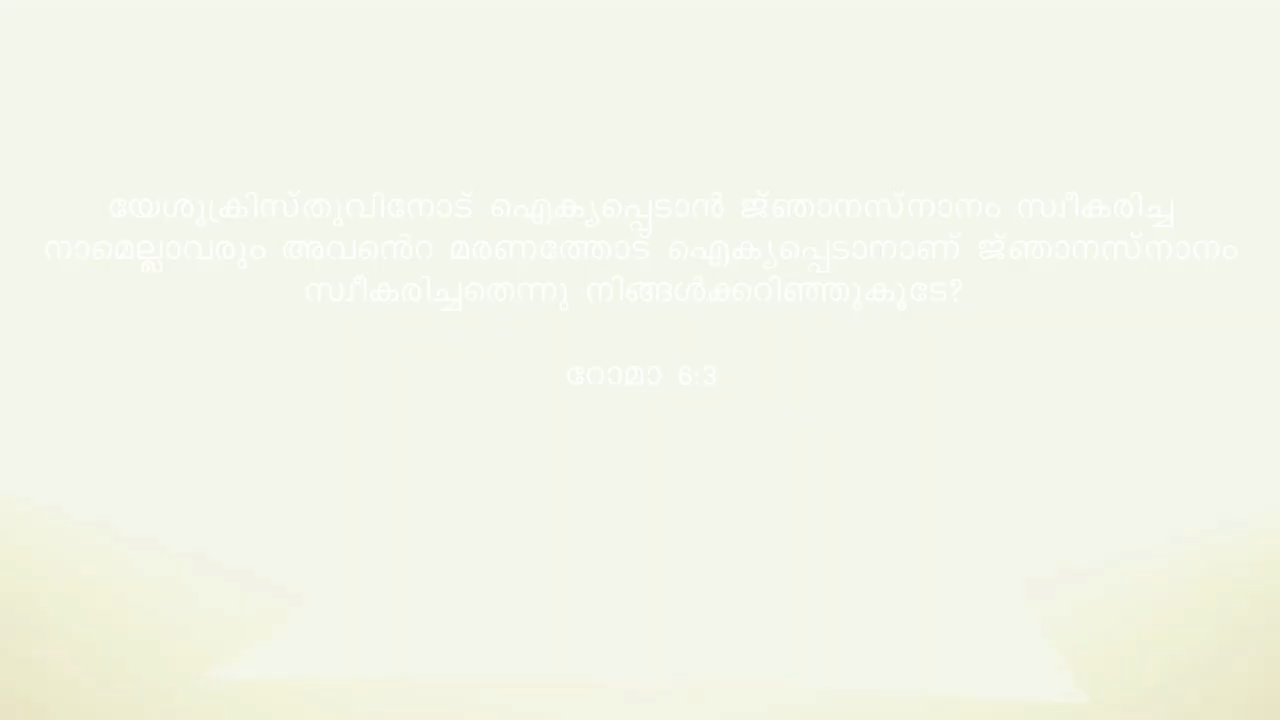 യേശുക്രിസ്തുവിനോട് ഐക്യപ്പെടാൻ ജ്ഞാനസ്നാനം സ്വീകരിച്ച
നാമെല്ലാവരും അവൻെറ മരണത്തോട് ഐക്യപ്പെടാനാണ് ജ്ഞാനസ്നാനം
സ്വീകരിച്ചതെന്നു നിങ്ങൾക്കറിഞ്ഞുകൂടേ?
റോമാ 6:3